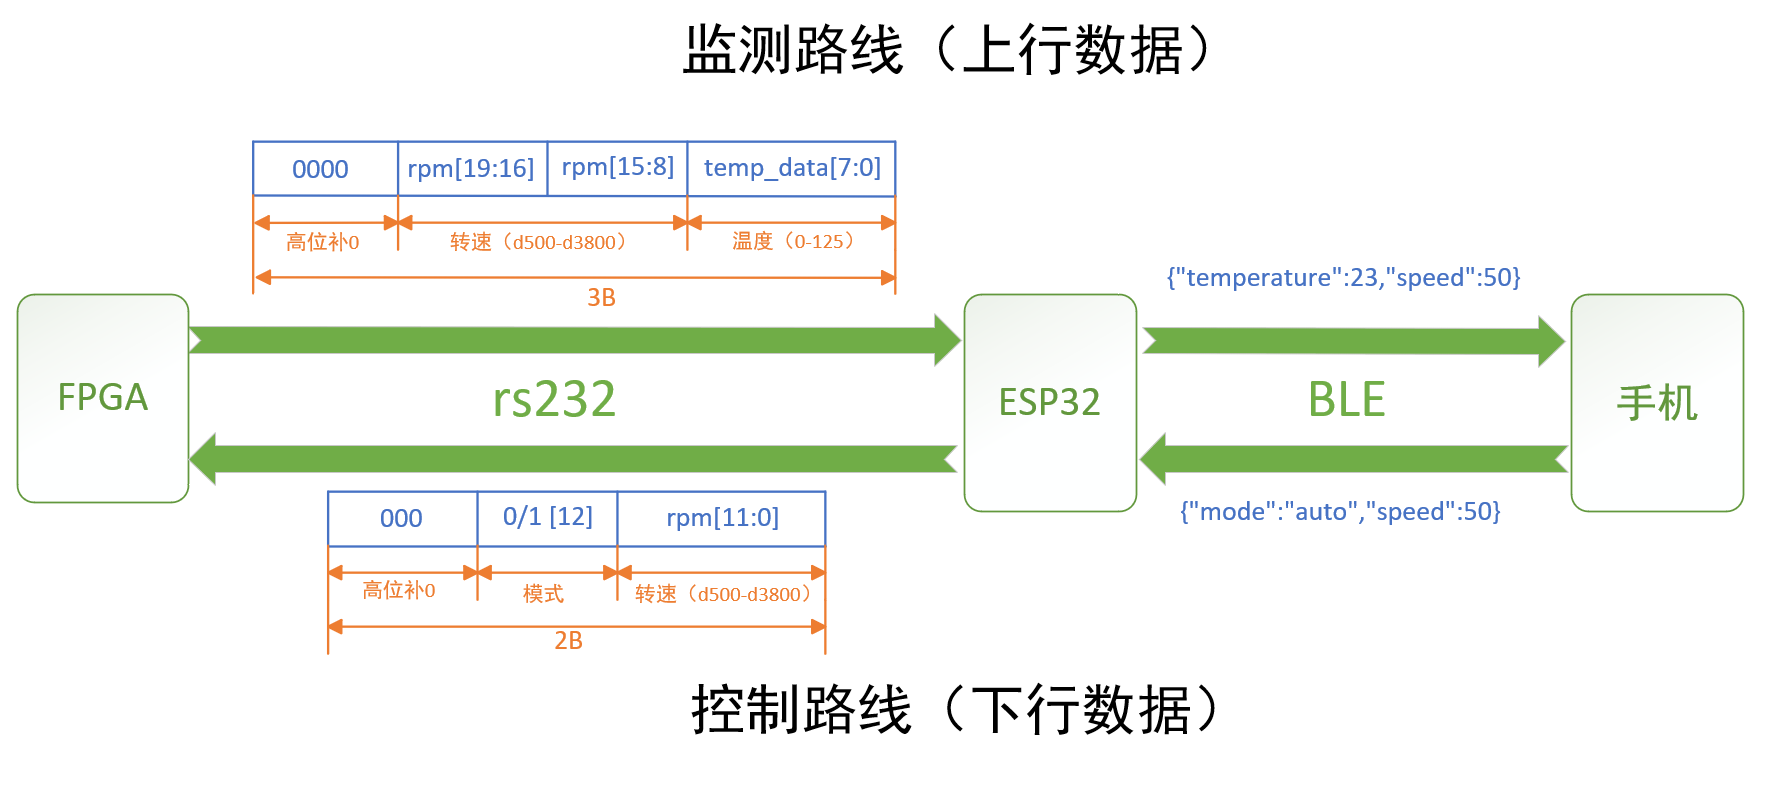 监测路线（上行数据）
0000
rpm[19:16]
rpm[15:8]
temp_data[7:0]
高位补0
转速（d500-d3800）
温度（0-125）
3B
{"temperature":23,"speed":50}
FPGA
rs232
ESP32
BLE
手机
{"mode":"auto","speed":50}
000
0/1 [12]
rpm[11:0]
高位补0
模式
转速（d500-d3800）
2B
控制路线（下行数据）